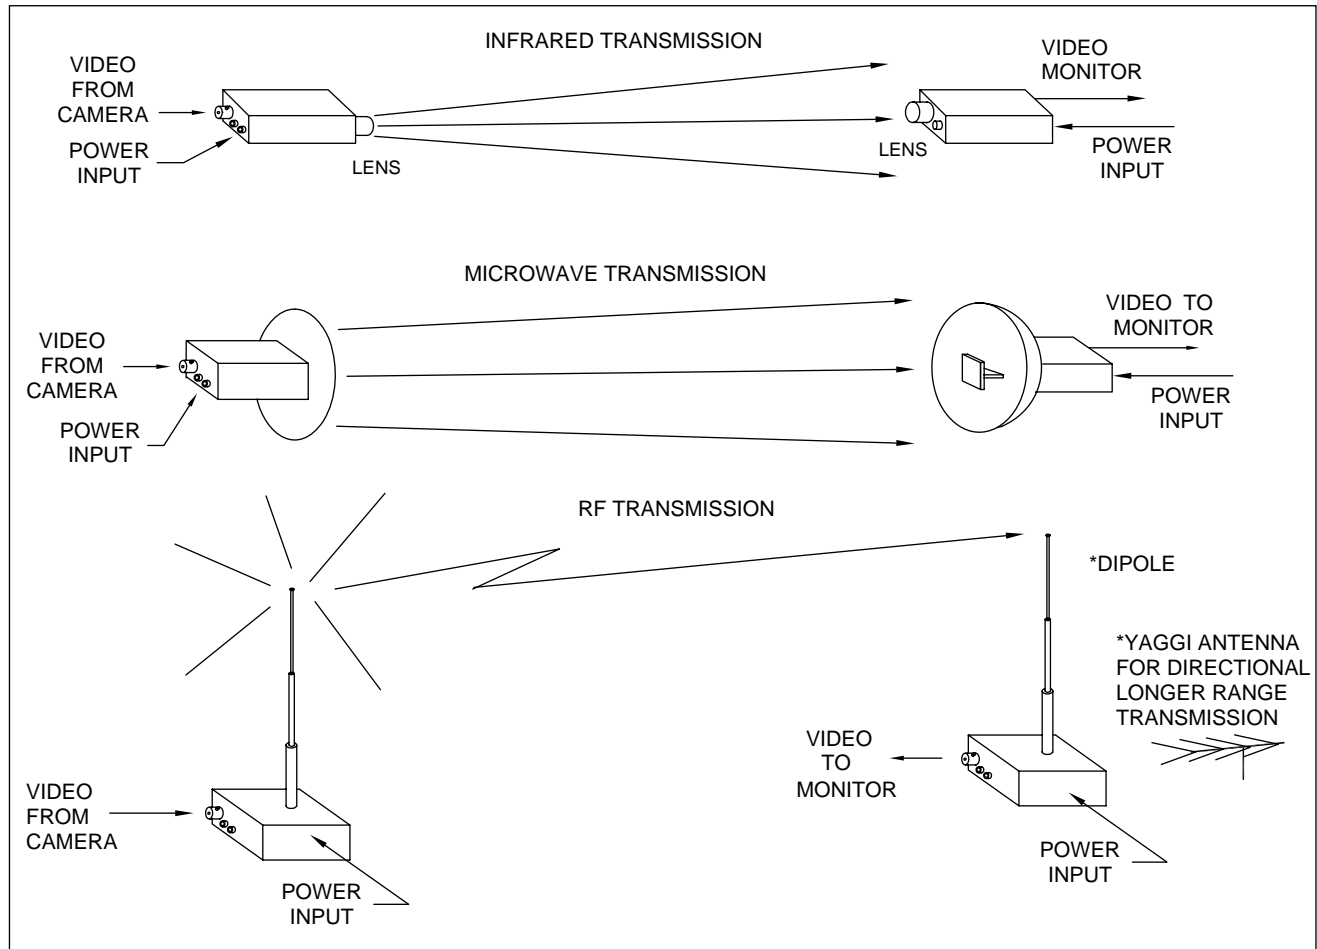 INFRARED TRANSMISSION
VIDEO
FROM
CAMERA
POWER
INPUT
LENS
VIDEO
MONITOR
LENS
POWER
INPUT
MICROWAVE TRANSMISSION
VIDEO
FROM
CAMERA
POWER
INPUT
VIDEO TO
MONITOR
POWER
INPUT
RF TRANSMISSION
*DIPOLE
*YAGGI ANTENNA
FOR DIRECTIONAL
LONGER RANGE
TRANSMISSION
VIDEO
FROM
CAMERA
POWER
INPUT
VIDEO
TO
MONITOR
POWER
INPUT